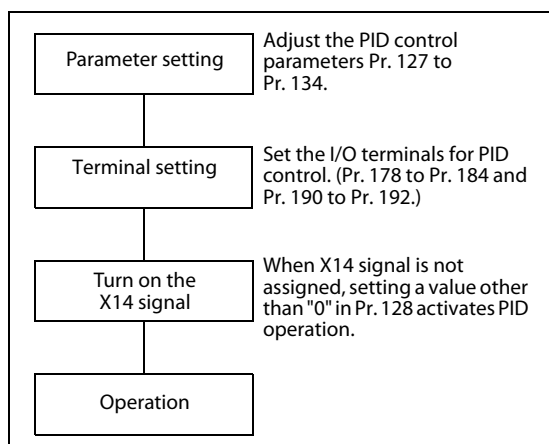 Parameter setting
Adjust the PID control
parameters Pr. 127 to
Pr. 134.
Terminal setting
Set the I/O terminals for PID
control. (Pr. 178 to Pr. 184 and
Pr. 190 to Pr. 192.)
Turn on the
X14 signal
When X14 signal is not
assigned, setting a value other
than "0" in Pr. 128 activates PID
operation.
Operation